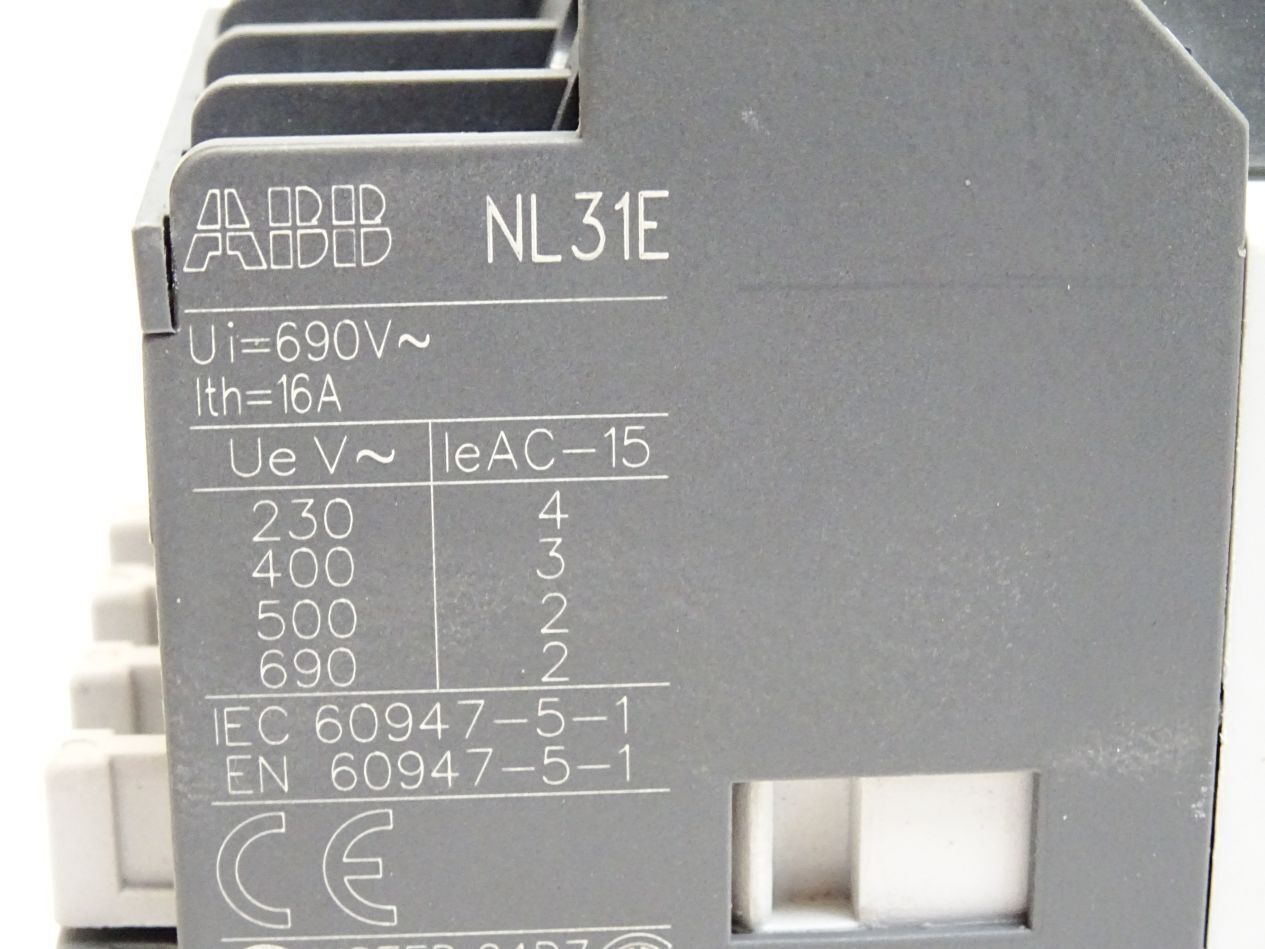 ABB NL31E
Ui=690V~
Ith=16A
Ue V~ IeAC-15
230 4
400 3
500 2
690 2
IEC 60947-5-1
EN 60947-5-1
CE